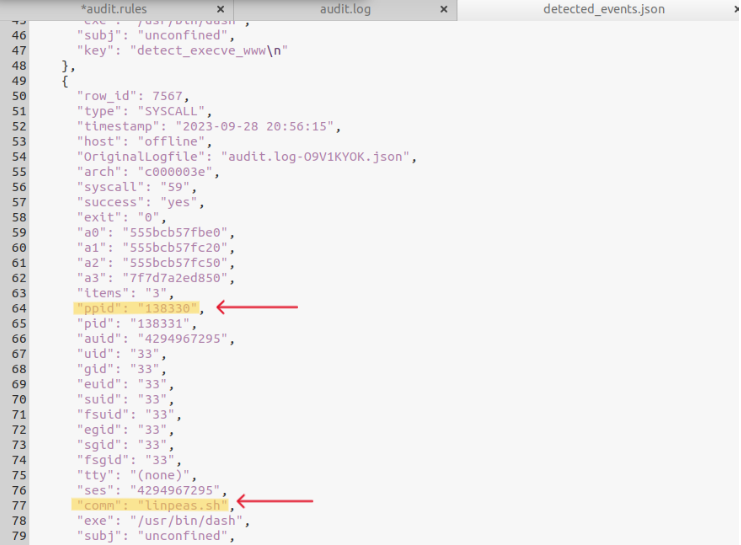 *audit.rules × audit.log × detected_events.json ×
46 "subj": "unconfined",
47 "key": "detect_execve_www\n"
48 },
49 {
50 "row_id": 7567,
51 "type": "SYSCALL",
52 "timestamp": "2023-09-28 20:56:15",
53 "host": "offline",
54 "OriginalLogfile": "audit.log-O9V1KYOK.json",
55 "arch": "c000003e",
56 "syscall": "59",
57 "success": "yes",
58 "exit": "0",
59 "a0": "555bcb57fbe0",
60 "a1": "555bcb57fc20",
61 "a2": "555bcb57fc50",
62 "a3": "7f7d7a2ed850",
63 "items": "3",
64 "ppid": "138330",
65 "pid": "138331",
66 "auid": "4294967295",
67 "uid": "33",
68 "gid": "33",
69 "euid": "33",
70 "suid": "33",
71 "fsuid": "33",
72 "egid": "33",
73 "sgid": "33",
74 "fsgid": "33",
75 "tty": "(none)",
76 "ses": "4294967295",
77 "comm": "linpeas.sh",
78 "exe": "/usr/bin/dash",
79 "subj": "unconfined",